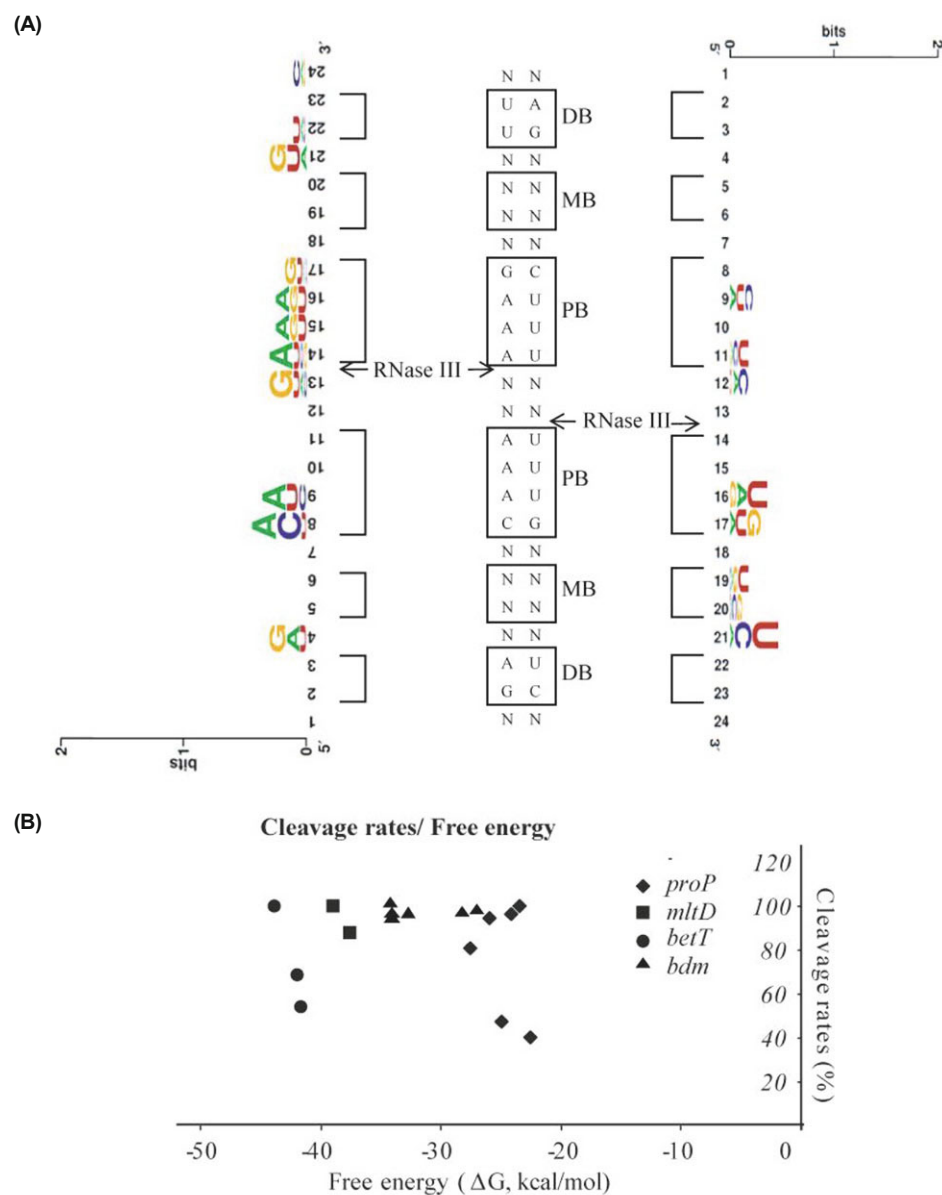 (A)
3′
24
23
22
21
20
19
18
17
16
15
14
13
12
11
10
9
8
7
6
5
4
3
2
1
5′
0
1
2
bits
C
G U A
G
A G
A G
A U
G U
A A U C
A C
G A
N N
U A
U G
DB
N N
N N
N N
MB
N N
G C
A U
A U
A U
PB
RNase III
N N
N N
RNase III
A U
A U
A U
C G
PB
N N
N N
N N
MB
N N
A U
G C
DB
N N
bits
0
1
2
5′
1
2
3
4
5
6
7
8
9
10
11
12
13
14
15
16
17
18
19
20
21
22
23
24
3′
U C
C U
C
G A U
U G
U
C U
(B)
Cleavage rates/ Free energy
proP
mltD
betT
bdm
120
100
80
60
40
20
Cleavage rates (%)
-50
-40
-30
-20
-10
0
Free energy ( ΔG, kcal/mol)